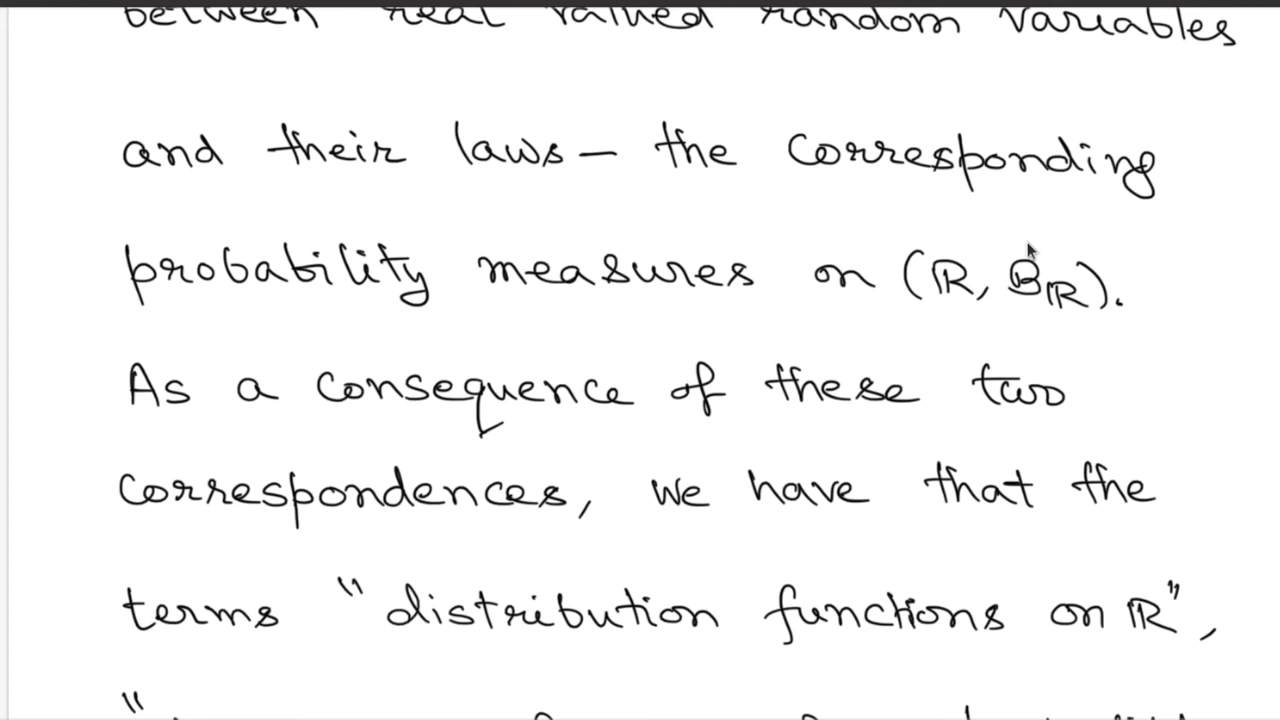 between real valued random variables
and their laws – the corresponding
probability measures on (ℝ, 𝓑_ℝ).
As a consequence of these two
correspondences, we have that the
terms "distribution functions on ℝ",
"